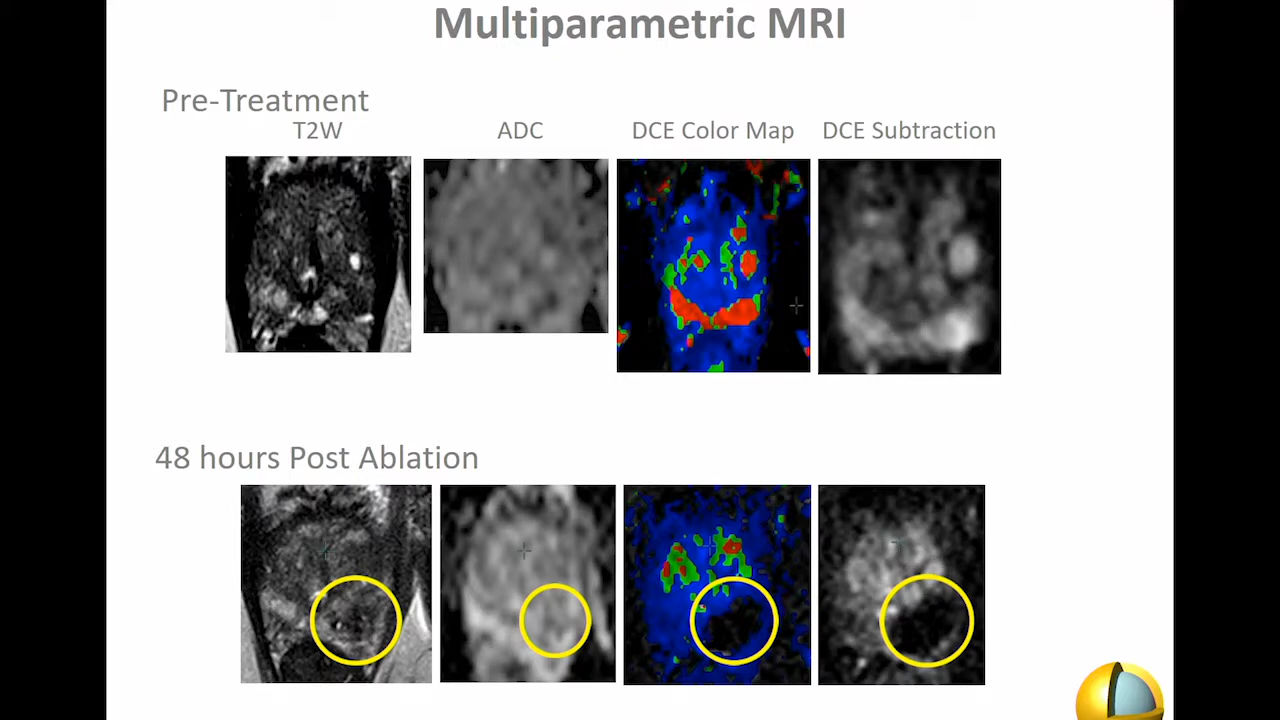 Multiparametric MRI
Pre-Treatment
T2W ADC DCE Color Map DCE Subtraction
48 hours Post Ablation